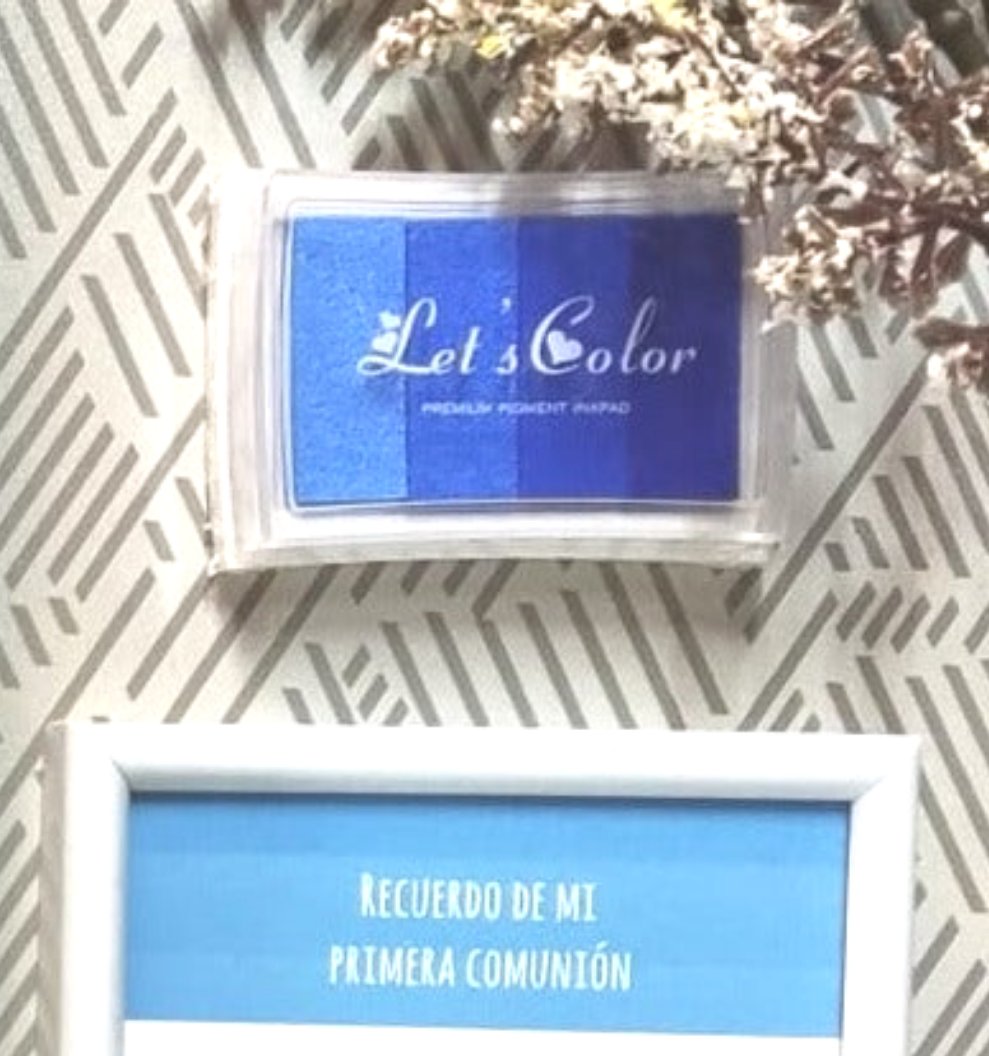 Let's Color
PREMIUM PIGMENT INKPAD
RECUERDO DE MI
PRIMERA COMUNIÓN